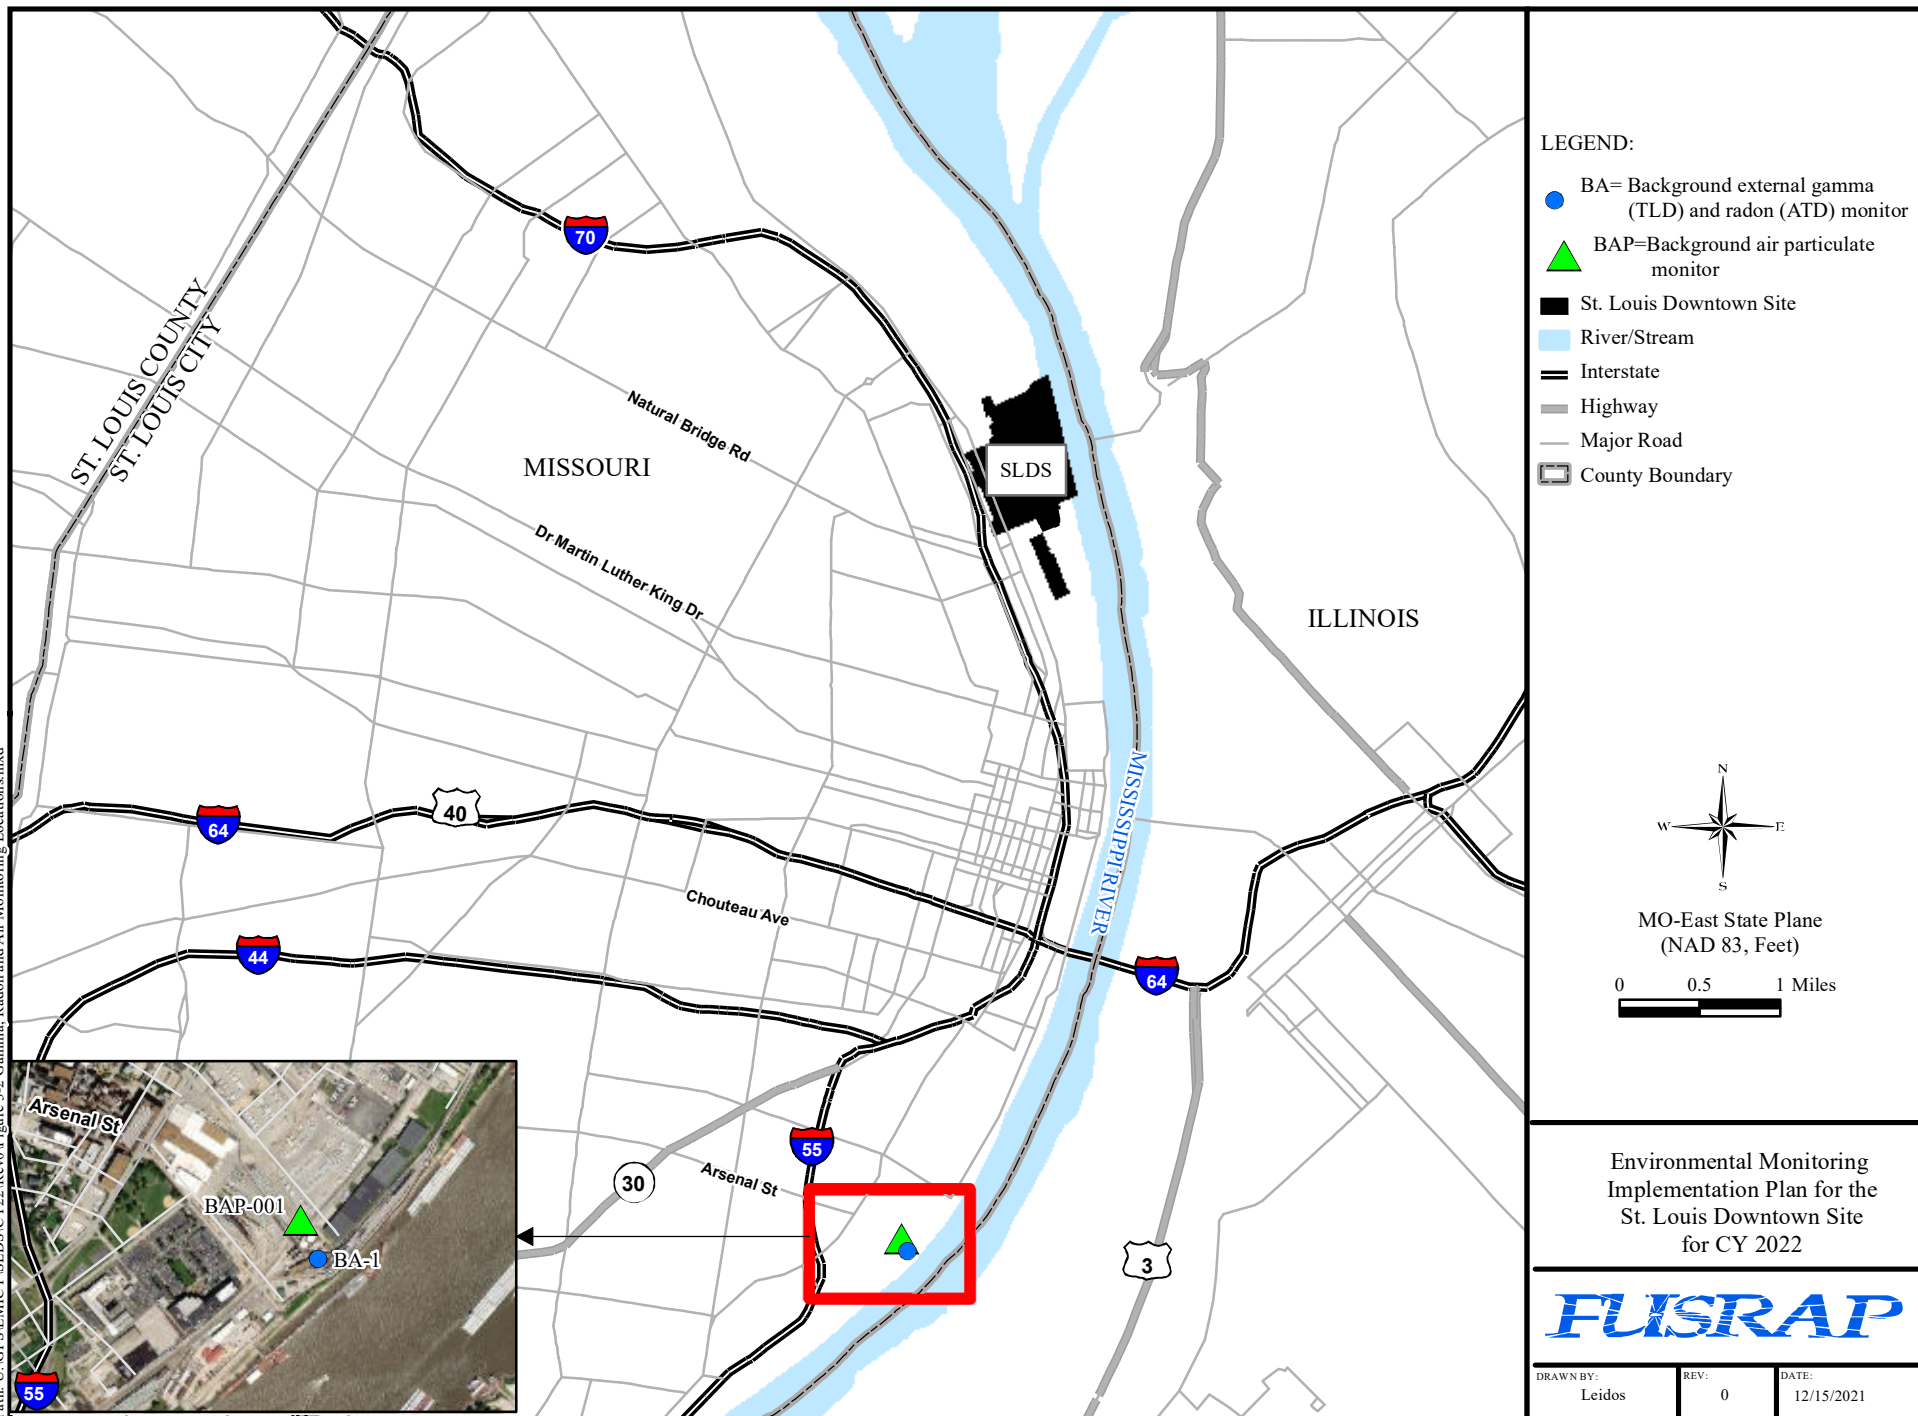 70
ST. LOUIS COUNTY
ST. LOUIS CITY
Natural Bridge Rd
MISSOURI
SLDS
Dr Martin Luther King Dr
ILLINOIS
MISSISSIPPI RIVER
64
40
Chouteau Ave
44
64
55
Arsenal St
30
3
Arsenal St
BAP-001
BA-1
55
LEGEND:
BA= Background external gamma
(TLD) and radon (ATD) monitor
BAP=Background air particulate
monitor
St. Louis Downtown Site
River/Stream
Interstate
Highway
Major Road
County Boundary
N
W E
S
MO-East State Plane
(NAD 83, Feet)
0 0.5 1 Miles
Environmental Monitoring
Implementation Plan for the
St. Louis Downtown Site
for CY 2022
FUSRAP
DRAWN BY:
Leidos
REV:
0
DATE:
12/15/2021